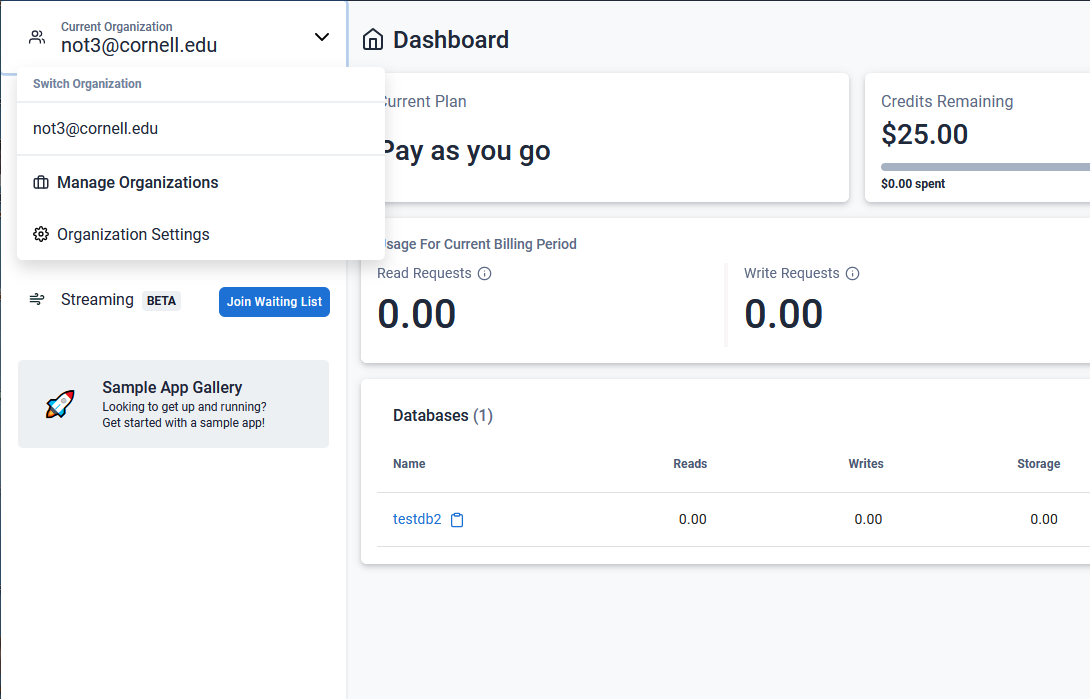 Current Organization
not3@cornell.edu
Switch Organization
not3@cornell.edu
Manage Organizations
Organization Settings
Streaming BETA Join Waiting List
Sample App Gallery
Looking to get up and running?
Get started with a sample app!
Dashboard
Current Plan
Pay as you go
Credits Remaining
$25.00
$0.00 spent
Usage For Current Billing Period
Read Requests
0.00
Write Requests
0.00
Databases (1)
Name Reads Writes Storage
testdb2 0.00 0.00 0.00